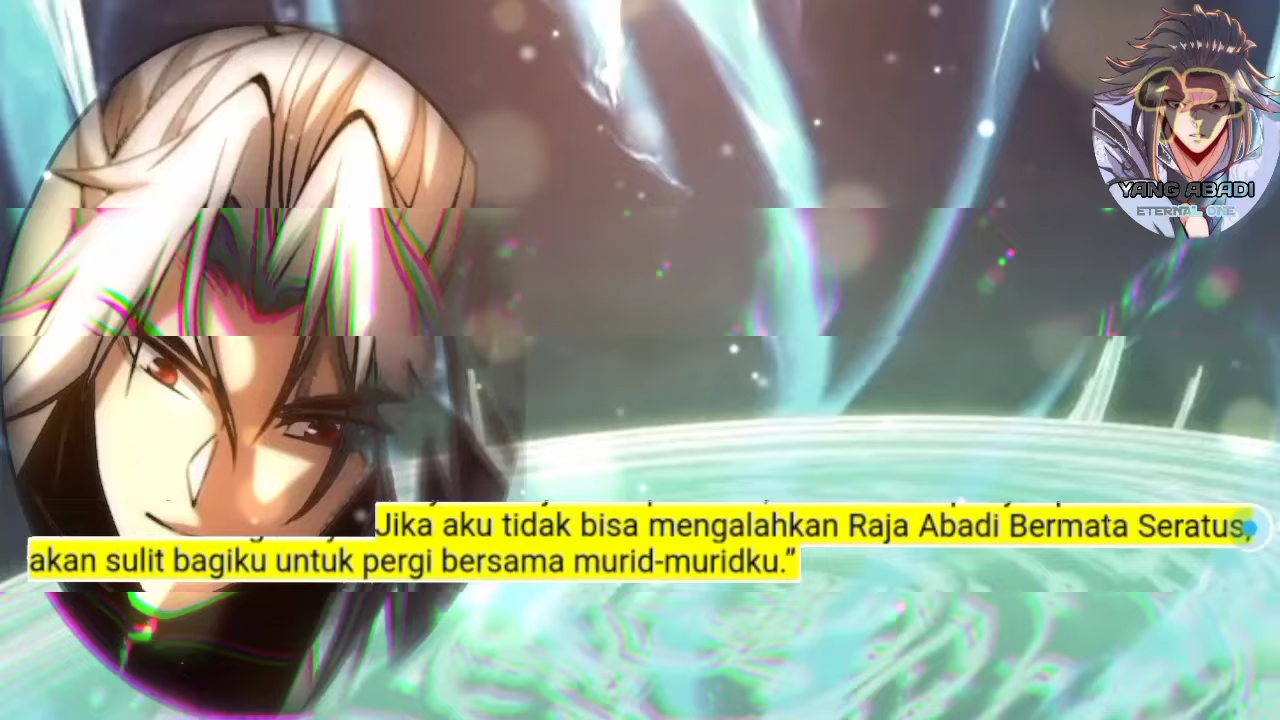 YANG ABADI
ETERNAL ONE
Jika aku tidak bisa mengalahkan Raja Abadi Bermata Seratus,
akan sulit bagiku untuk pergi bersama murid-muridku.”